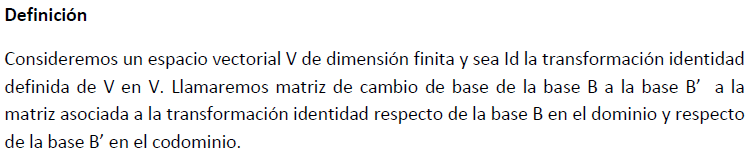 Definición
Consideremos un espacio vectorial V de dimensión finita y sea Id la transformación identidad
definida de V en V. Llamaremos matriz de cambio de base de la base B a la base B’ a la
matriz asociada a la transformación identidad respecto de la base B en el dominio y respecto
de la base B’ en el codominio.